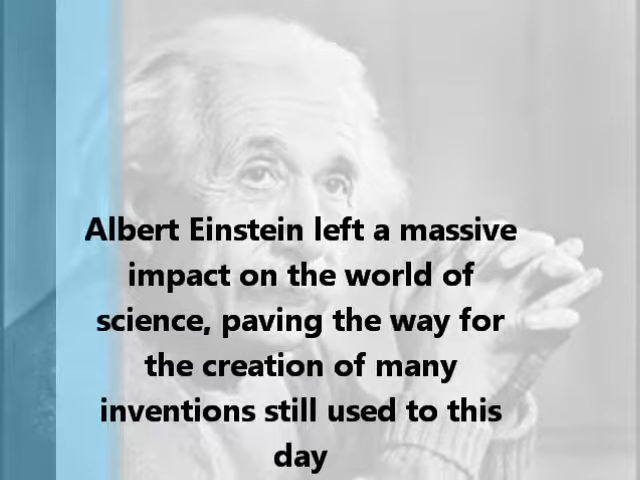 Albert Einstein left a massive
impact on the world of
science, paving the way for
the creation of many
inventions still used to this
day